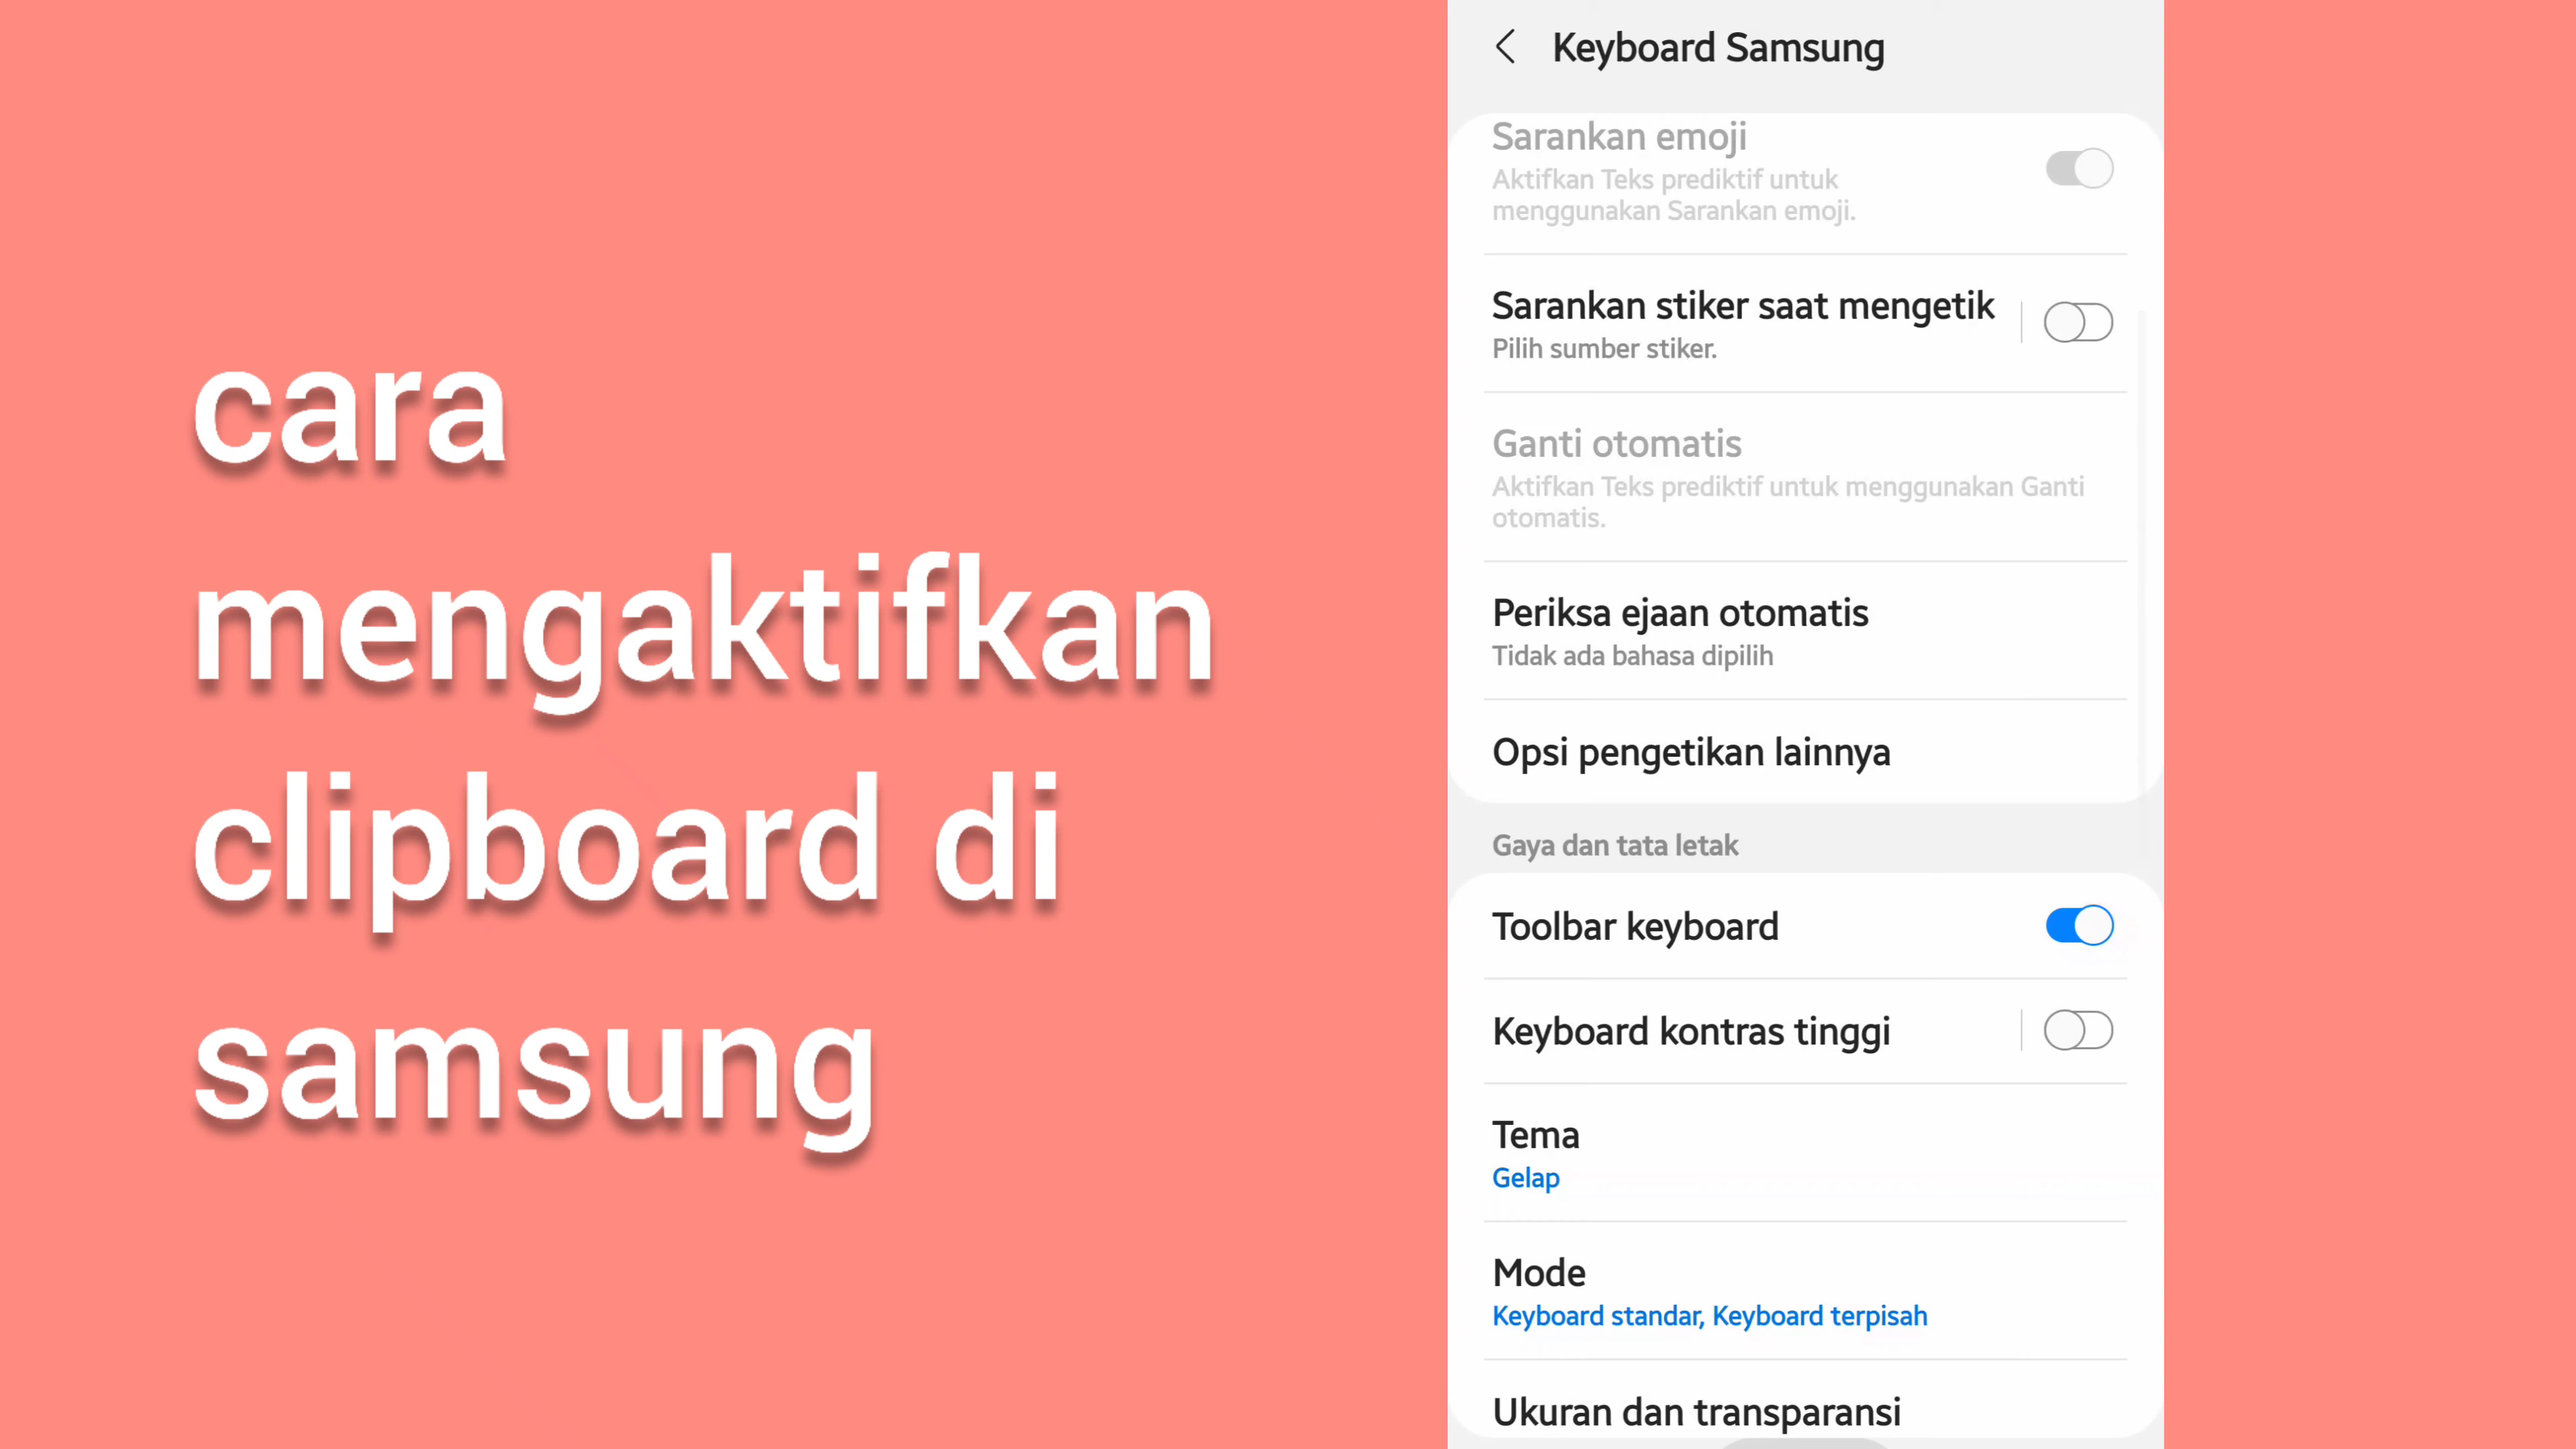 cara
mengaktifkan
clipboard di
samsung
Keyboard Samsung
Sarankan emoji
Aktifkan Teks prediktif untuk
menggunakan Sarankan emoji.
Sarankan stiker saat mengetik
Pilih sumber stiker.
Ganti otomatis
Aktifkan Teks prediktif untuk menggunakan Ganti
otomatis.
Periksa ejaan otomatis
Tidak ada bahasa dipilih
Opsi pengetikan lainnya
Gaya dan tata letak
Toolbar keyboard
Keyboard kontras tinggi
Tema
Gelap
Mode
Keyboard standar, Keyboard terpisah
Ukuran dan transparansi